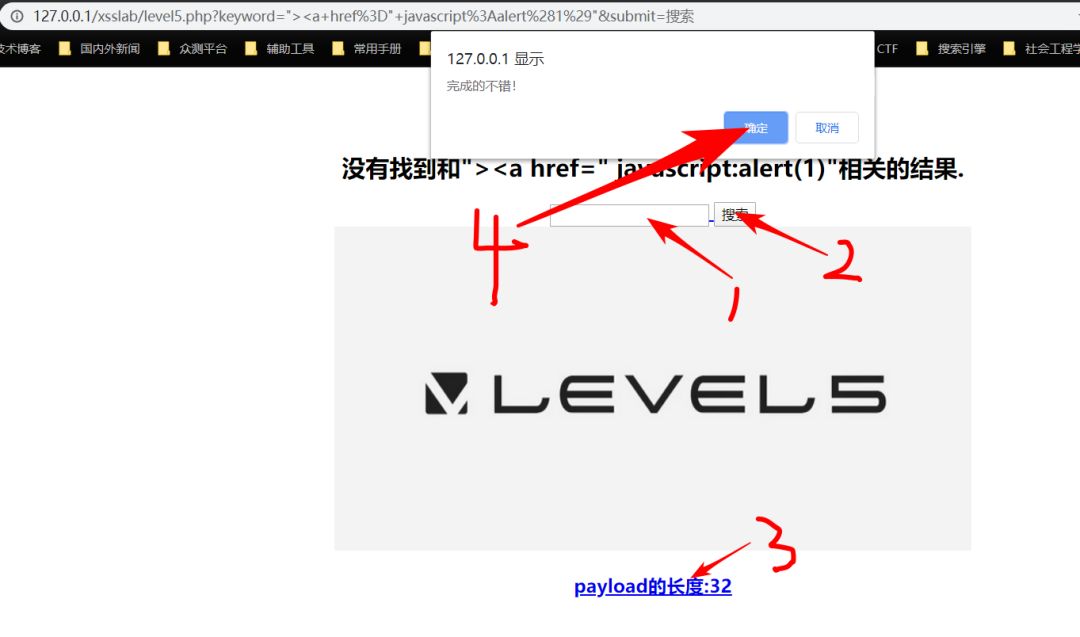 127.0.0.1/xsslab/level5.php?keyword="><a+href%3D"+javascript%3Aalert%281%29"&submit=搜索
技术博客 国内外新闻 众测平台 辅助工具 常用手册 CTF 搜索引擎 社会工程学
127.0.0.1 显示
完成的不错!
确定 取消
没有找到和"><a href=" javascript:alert(1)"相关的结果.
搜索
4
2
1
LEVEL5
3
payload的长度:32